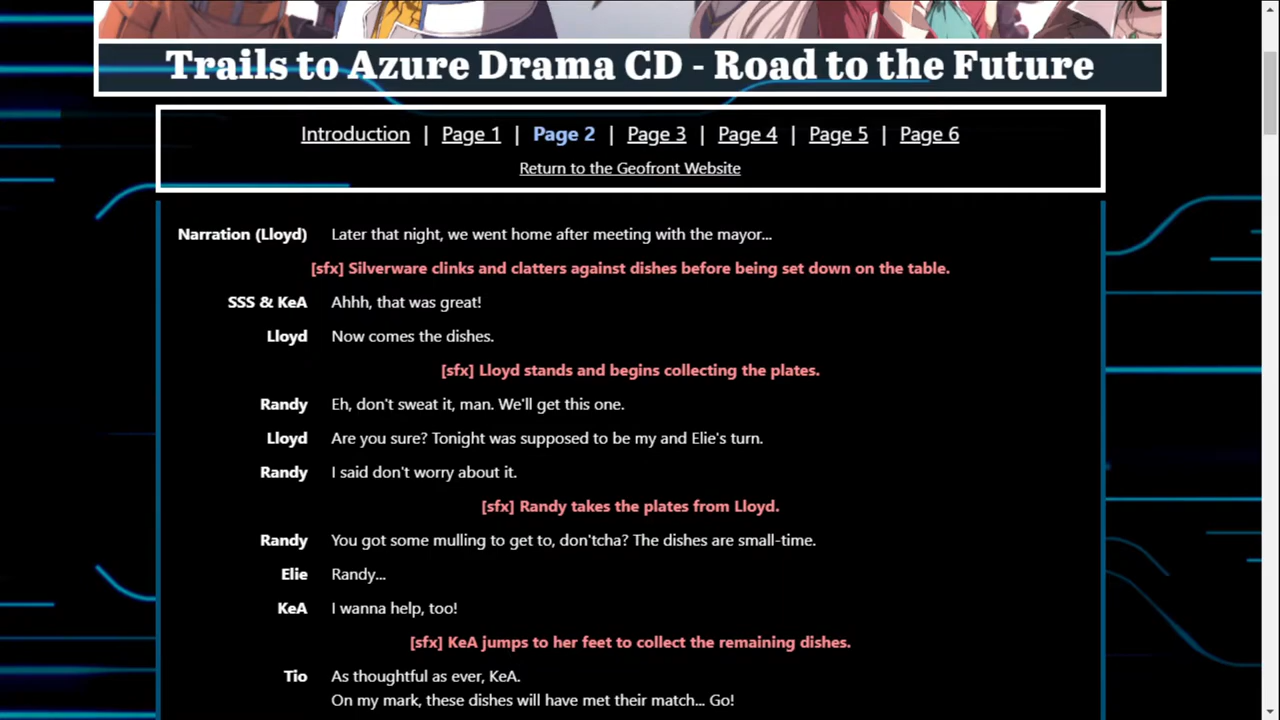 Trails to Azure Drama CD - Road to the Future
Introduction | Page 1 | Page 2 | Page 3 | Page 4 | Page 5 | Page 6
Return to the Geofront Website
Narration (Lloyd) Later that night, we went home after meeting with the mayor...
[sfx] Silverware clinks and clatters against dishes before being set down on the table.
SSS & KeA Ahhh, that was great!
Lloyd Now comes the dishes.
[sfx] Lloyd stands and begins collecting the plates.
Randy Eh, don't sweat it, man. We'll get this one.
Lloyd Are you sure? Tonight was supposed to be my and Elie's turn.
Randy I said don't worry about it.
[sfx] Randy takes the plates from Lloyd.
Randy You got some mulling to get to, don'tcha? The dishes are small-time.
Elie Randy...
KeA I wanna help, too!
[sfx] KeA jumps to her feet to collect the remaining dishes.
Tio As thoughtful as ever, KeA.
On my mark, these dishes will have met their match... Go!